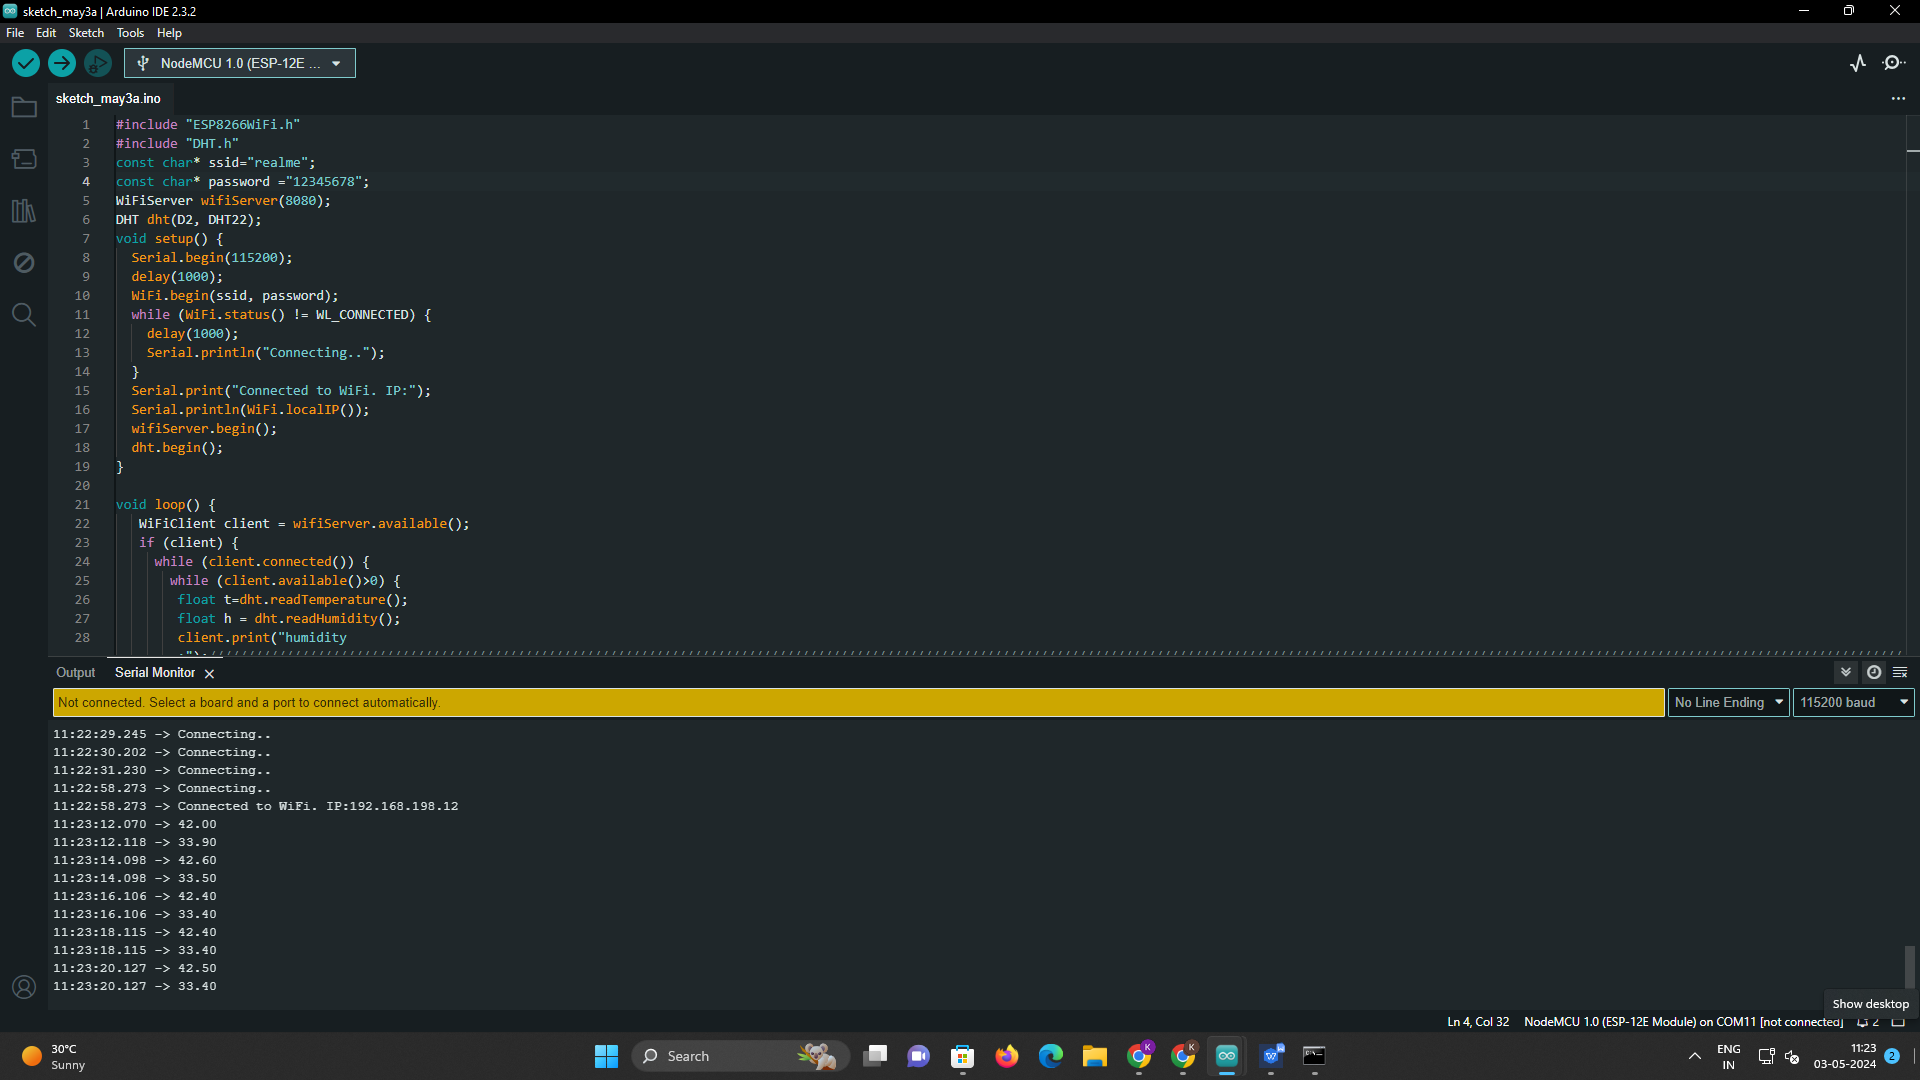 sketch_may3a | Arduino IDE 2.3.2
File Edit Sketch Tools Help
NodeMCU 1.0 (ESP-12E ...
sketch_may3a.ino
1 #include "ESP8266WiFi.h"
2 #include "DHT.h"
3 const char* ssid="realme";
4 const char* password ="12345678";
5 WiFiServer wifiServer(8080);
6 DHT dht(D2, DHT22);
7 void setup() {
8 Serial.begin(115200);
9 delay(1000);
10 WiFi.begin(ssid, password);
11 while (WiFi.status() != WL_CONNECTED) {
12 delay(1000);
13 Serial.println("Connecting..");
14 }
15 Serial.print("Connected to WiFi. IP:");
16 Serial.println(WiFi.localIP());
17 wifiServer.begin();
18 dht.begin();
19 }
20
21 void loop() {
22 WiFiClient client = wifiServer.available();
23 if (client) {
24 while (client.connected()) {
25 while (client.available()>0) {
26 float t=dht.readTemperature();
27 float h = dht.readHumidity();
28 client.print("humidity
Output Serial Monitor
Not connected. Select a board and a port to connect automatically.
No Line Ending
115200 baud
11:22:29.245 -> Connecting..
11:22:30.202 -> Connecting..
11:22:31.230 -> Connecting..
11:22:58.273 -> Connecting..
11:22:58.273 -> Connected to WiFi. IP:192.168.198.12
11:23:12.070 -> 42.00
11:23:12.118 -> 33.90
11:23:14.098 -> 42.60
11:23:14.098 -> 33.50
11:23:16.106 -> 42.40
11:23:16.106 -> 33.40
11:23:18.115 -> 42.40
11:23:18.115 -> 33.40
11:23:20.127 -> 42.50
11:23:20.127 -> 33.40
Show desktop
Ln 4, Col 32 NodeMCU 1.0 (ESP-12E Module) on COM11 [not connected] 2
30°C
Sunny
Search
K
K
W
ENG
IN
11:23
03-05-2024
2